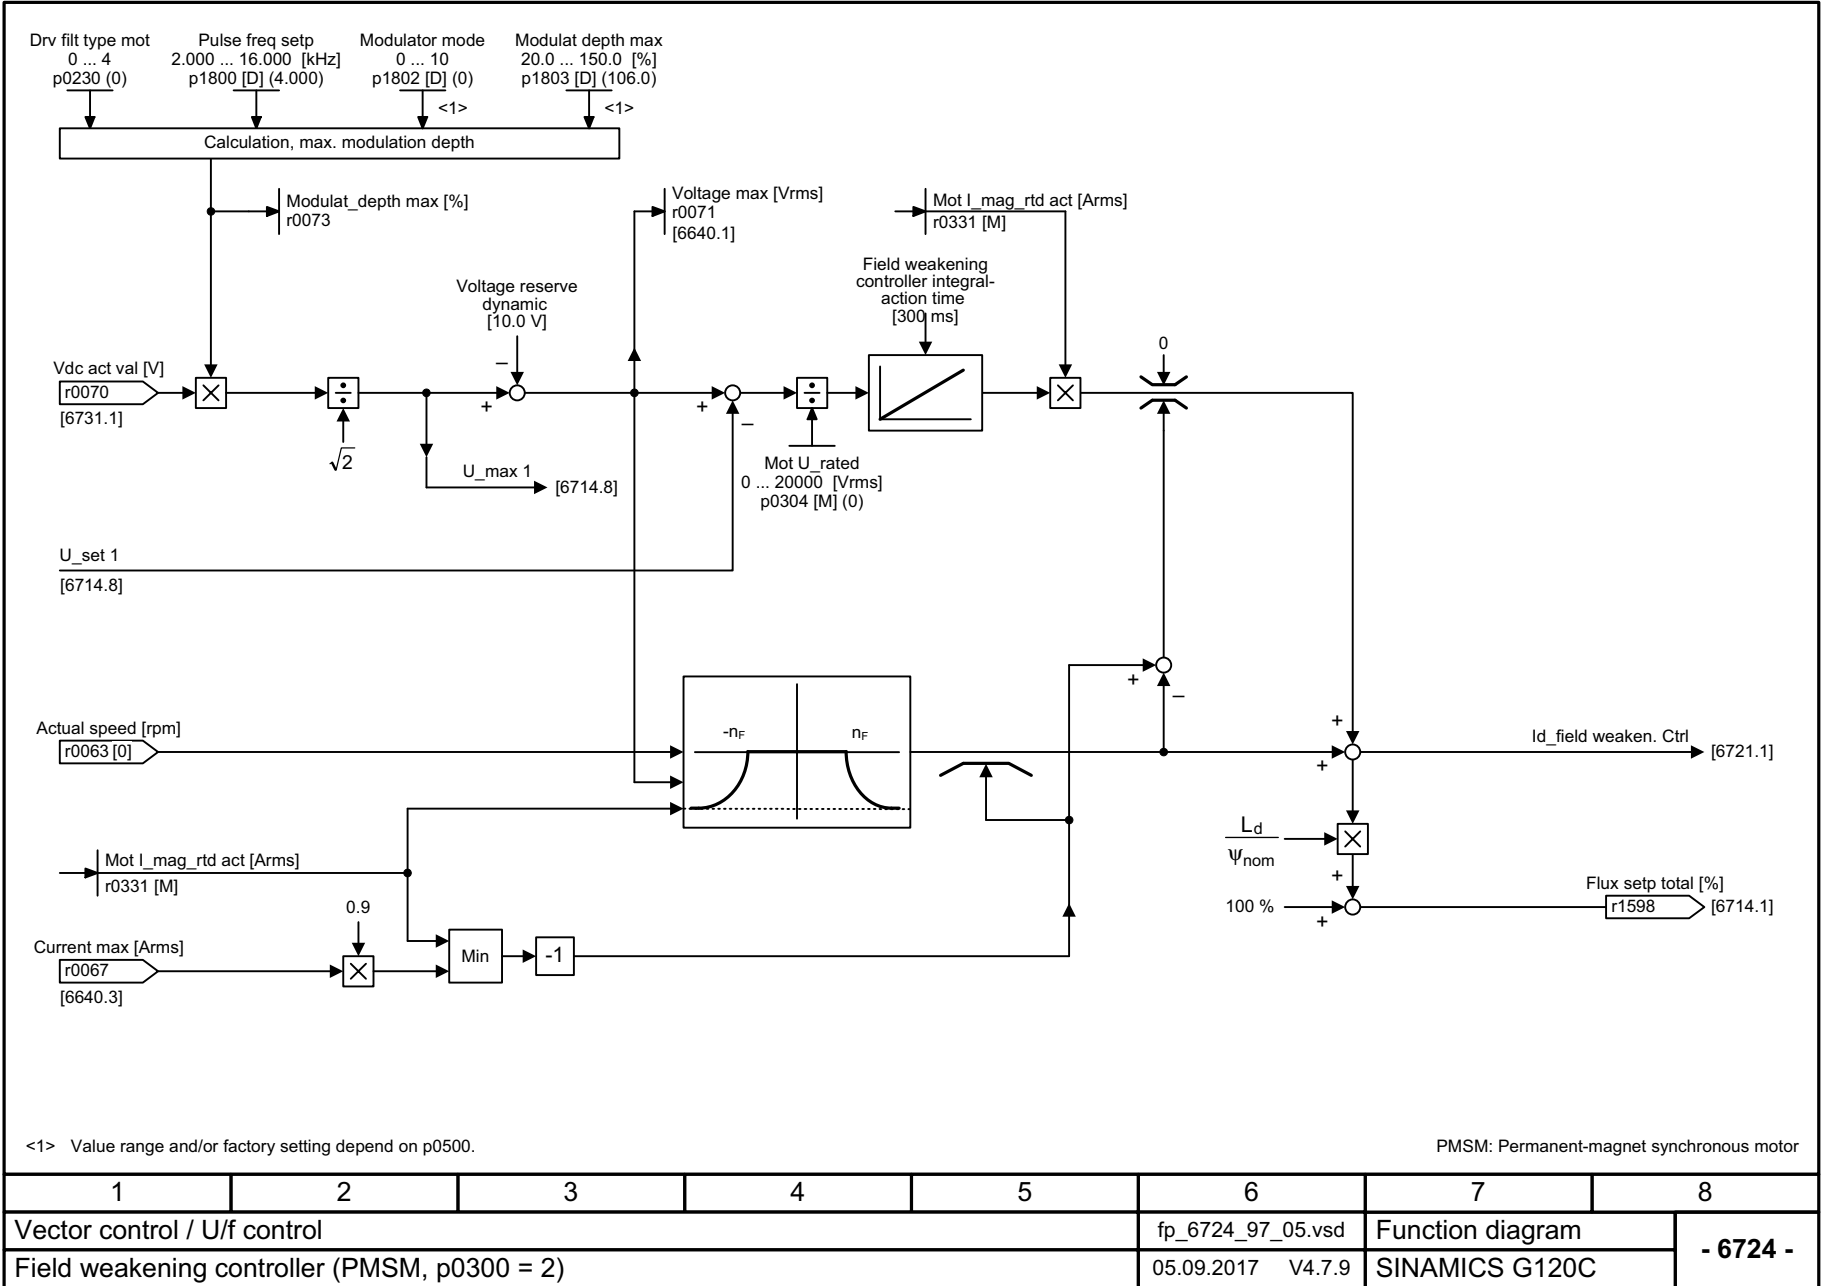 Drv filt type mot
0 ... 4
p0230 (0)
Pulse freq setp
2.000 ... 16.000 [kHz]
p1800 [D] (4.000)
Modulator mode
0 ... 10
p1802 [D] (0)
<1>
Modulat depth max
20.0 ... 150.0 [%]
p1803 [D] (106.0)
<1>
Calculation, max. modulation depth
Modulat_depth max [%]
r0073
Voltage max [Vrms]
r0071
[6640.1]
Mot I_mag_rtd act [Arms]
r0331 [M]
Voltage reserve
dynamic
[10.0 V]
Field weakening
controller integral-
action time
[300 ms]
0
Vdc act val [V]
r0070
[6731.1]
×
÷
√2
−
+
U_max 1
[6714.8]
+
−
÷
Mot U_rated
0 ... 20000 [Vrms]
p0304 [M] (0)
×
U_set 1
[6714.8]
+
−
Actual speed [rpm]
r0063 [0]
-nF
nF
+
+
Id_field weaken. Ctrl
[6721.1]
Ld
ψnom
×
Mot I_mag_rtd act [Arms]
r0331 [M]
+
100 %
+
Flux setp total [%]
r1598
[6714.1]
0.9
Current max [Arms]
r0067
[6640.3]
×
Min
-1
<1> Value range and/or factory setting depend on p0500.
PMSM: Permanent-magnet synchronous motor
1 2 3 4 5 6 7 8
Vector control / U/f control
fp_6724_97_05.vsd
Function diagram
- 6724 -
Field weakening controller (PMSM, p0300 = 2)
05.09.2017 V4.7.9
SINAMICS G120C